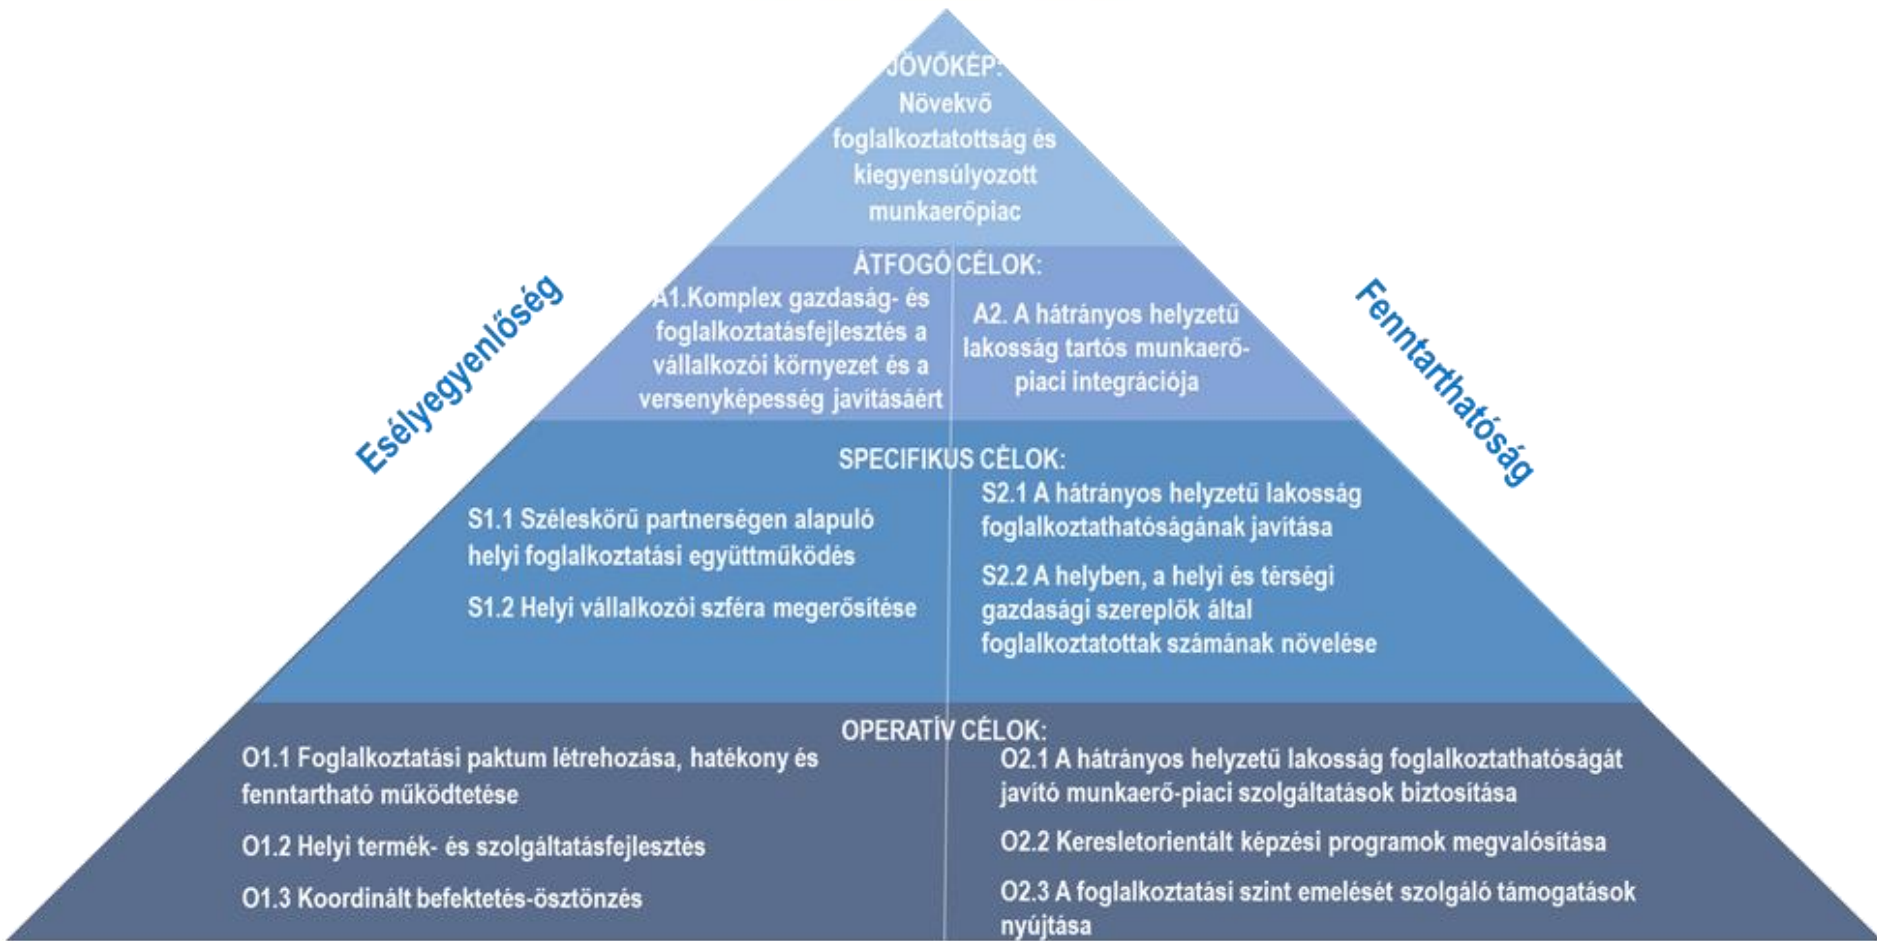 JÖVŐKÉP:
Növekvő
foglalkoztatottság és
kiegyensúlyozott
munkaerőpiac
Esélyegyenlőség
Fenntarthatóság
ÁTFOGÓ CÉLOK:
A1.Komplex gazdaság- és
foglalkoztatásfejlesztés a
vállalkozói környezet és a
versenyképesség javításáért
A2. A hátrányos helyzetű
lakosság tartós munkaerő-
piaci integrációja
SPECIFIKUS CÉLOK:
S1.1 Széleskörű partnerségen alapuló
helyi foglalkoztatási együttműködés
S1.2 Helyi vállalkozói szféra megerősítése
S2.1 A hátrányos helyzetű lakosság
foglalkoztathatóságának javítása
S2.2 A helyben, a helyi és térségi
gazdasági szereplők által
foglalkoztatottak számának növelése
OPERATÍV CÉLOK:
O1.1 Foglalkoztatási paktum létrehozása, hatékony és
fenntartható működtetése
O1.2 Helyi termék- és szolgáltatásfejlesztés
O1.3 Koordinált befektetés-ösztönzés
O2.1 A hátrányos helyzetű lakosság foglalkoztathatóságát
javító munkaerő-piaci szolgáltatások biztosítása
O2.2 Keresletorientált képzési programok megvalósítása
O2.3 A foglalkoztatási szint emelését szolgáló támogatások
nyújtása